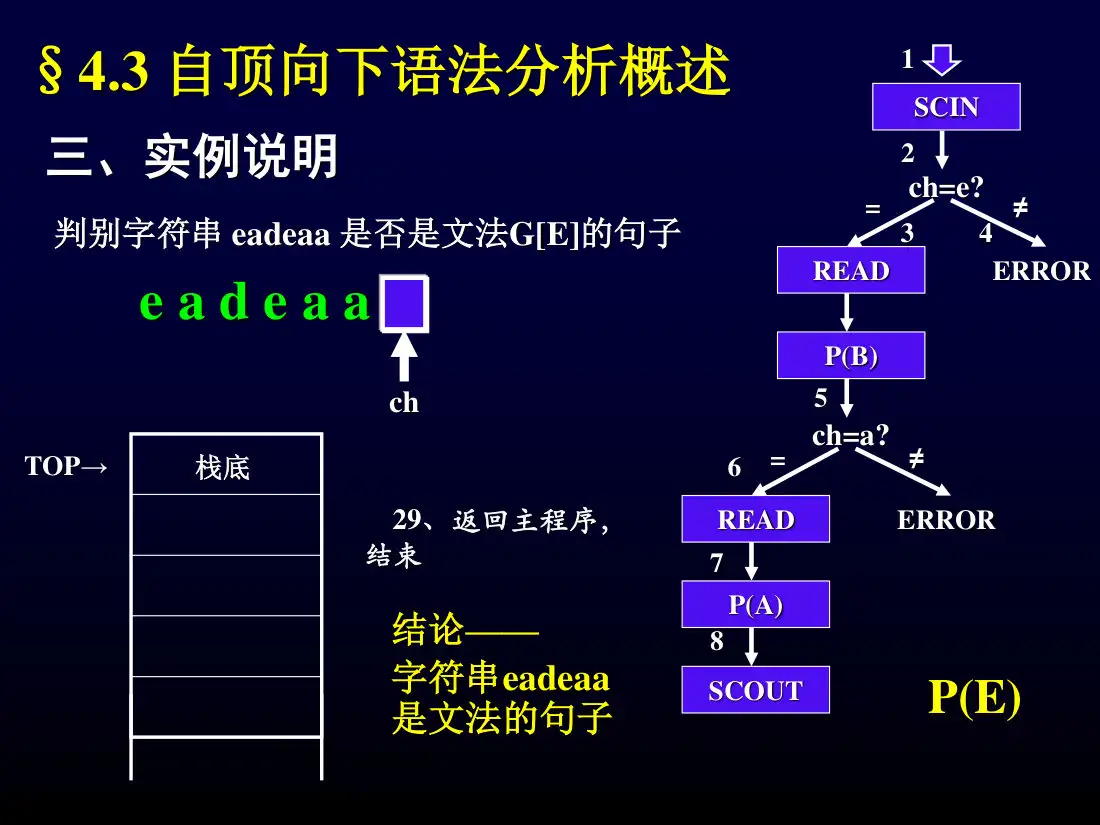 §4.3 自顶向下语法分析概述
三、实例说明
判别字符串 eadeaa 是否是文法G[E]的句子
e a d e a a
ch
TOP→
栈底
29、返回主程序,
结束
结论——
字符串eadeaa
是文法的句子
1
SCIN
2
ch=e?
= ≠
3 4
READ ERROR
P(B)
5
ch=a?
6 = ≠
READ ERROR
7
P(A)
8
SCOUT
P(E)